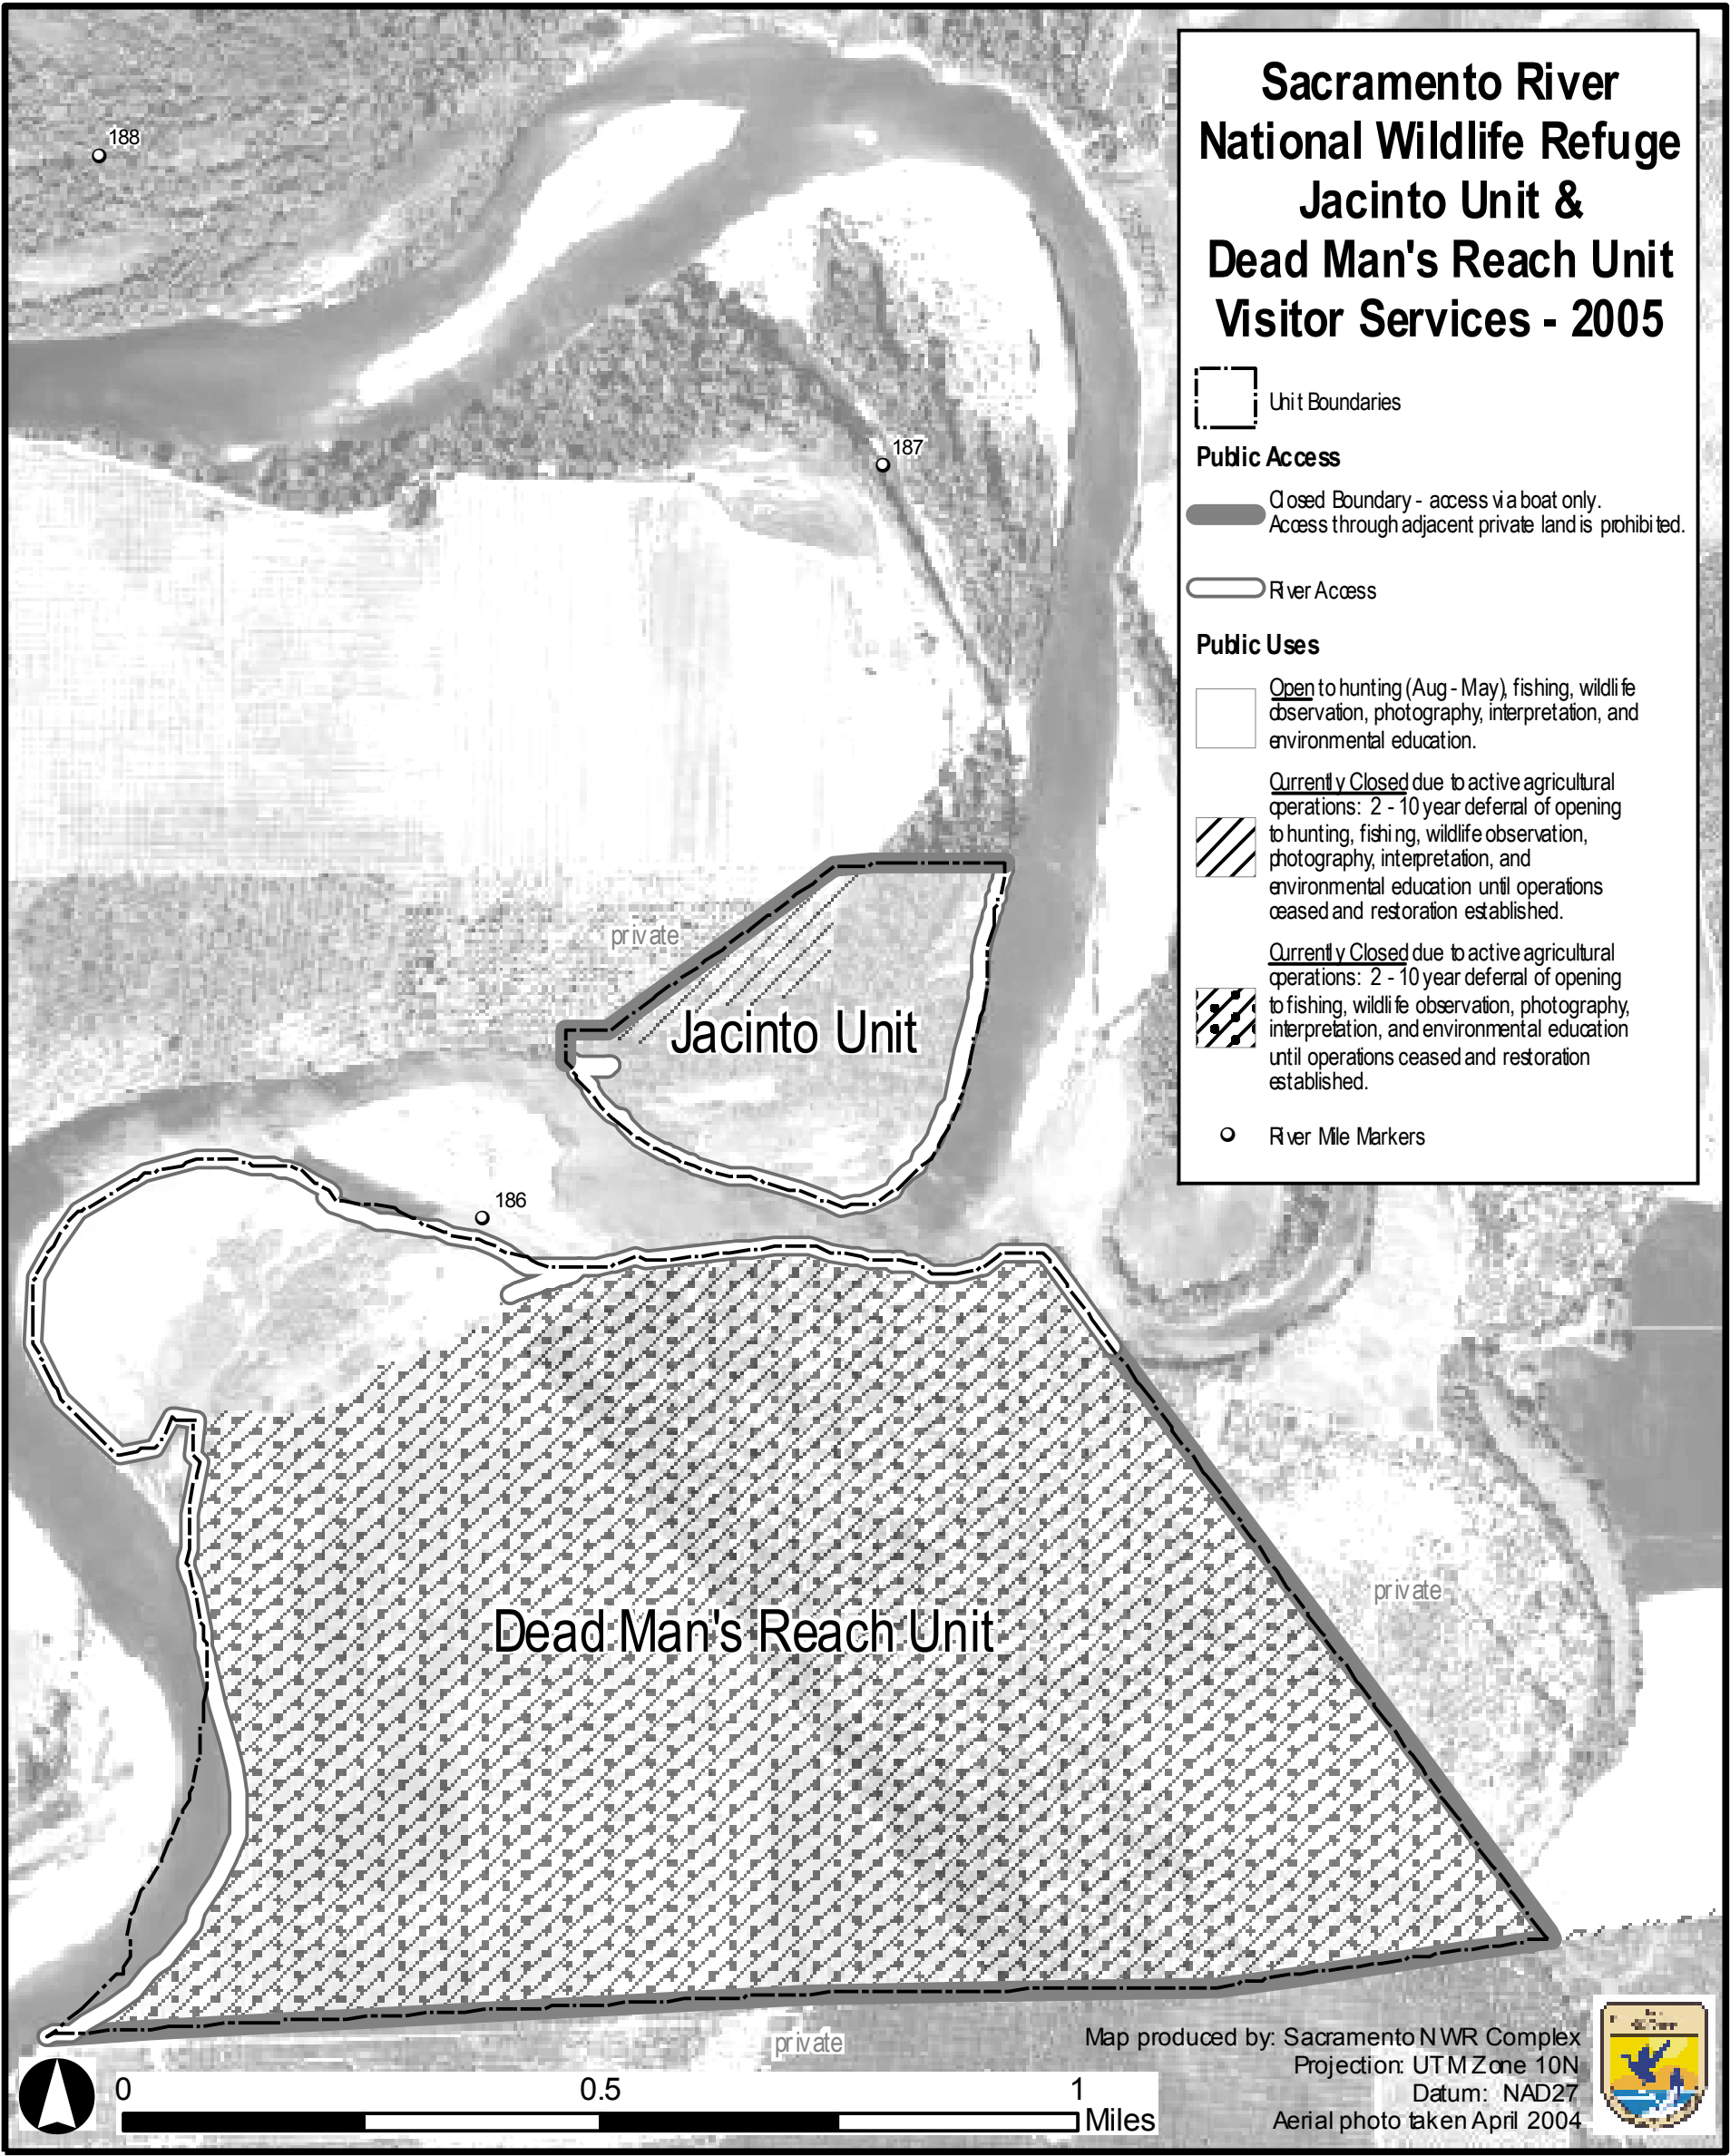 Sacramento River
National Wildlife Refuge
Jacinto Unit &
Dead Man's Reach Unit
Visitor Services - 2005
Unit Boundaries
Public Access
Closed Boundary - access via boat only.
Access through adjacent private land is prohibited.
River Access
Public Uses
Open to hunting (Aug - May), fishing, wildlife
observation, photography, interpretation, and
environmental education.
Currently Closed due to active agricultural
operations: 2 - 10 year deferral of opening
to hunting, fishing, wildlife observation,
photography, interpretation, and
environmental education until operations
ceased and restoration established.
Currently Closed due to active agricultural
operations: 2 - 10 year deferral of opening
to fishing, wildlife observation, photography,
interpretation, and environmental education
until operations ceased and restoration
established.
River Mile Markers
188
187
private
Jacinto Unit
186
private
Dead Man's Reach Unit
private
Map produced by: Sacramento NWR Complex
Projection: UTM Zone 10N
Datum: NAD27
Aerial photo taken April 2004
0 0.5 1
Miles